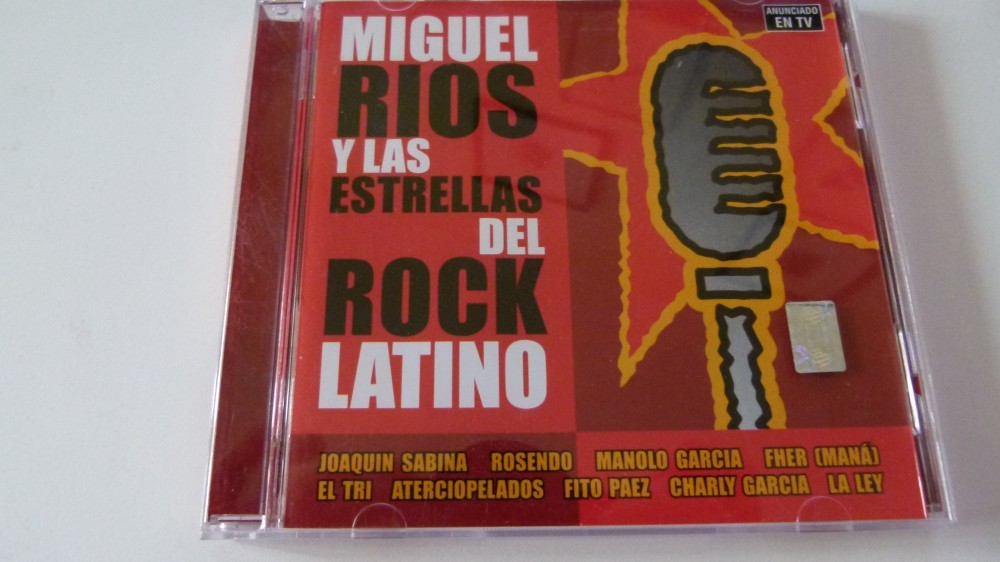 ANUNCIADO
EN TV
MIGUEL
RIOS
Y LAS
ESTRELLAS
DEL
ROCK
LATINO
JOAQUIN SABINA ROSENDO MANOLO GARCIA FHER (MANÁ)
EL TRI ATERCIOPELADOS FITO PAEZ CHARLY GARCIA LA LEY